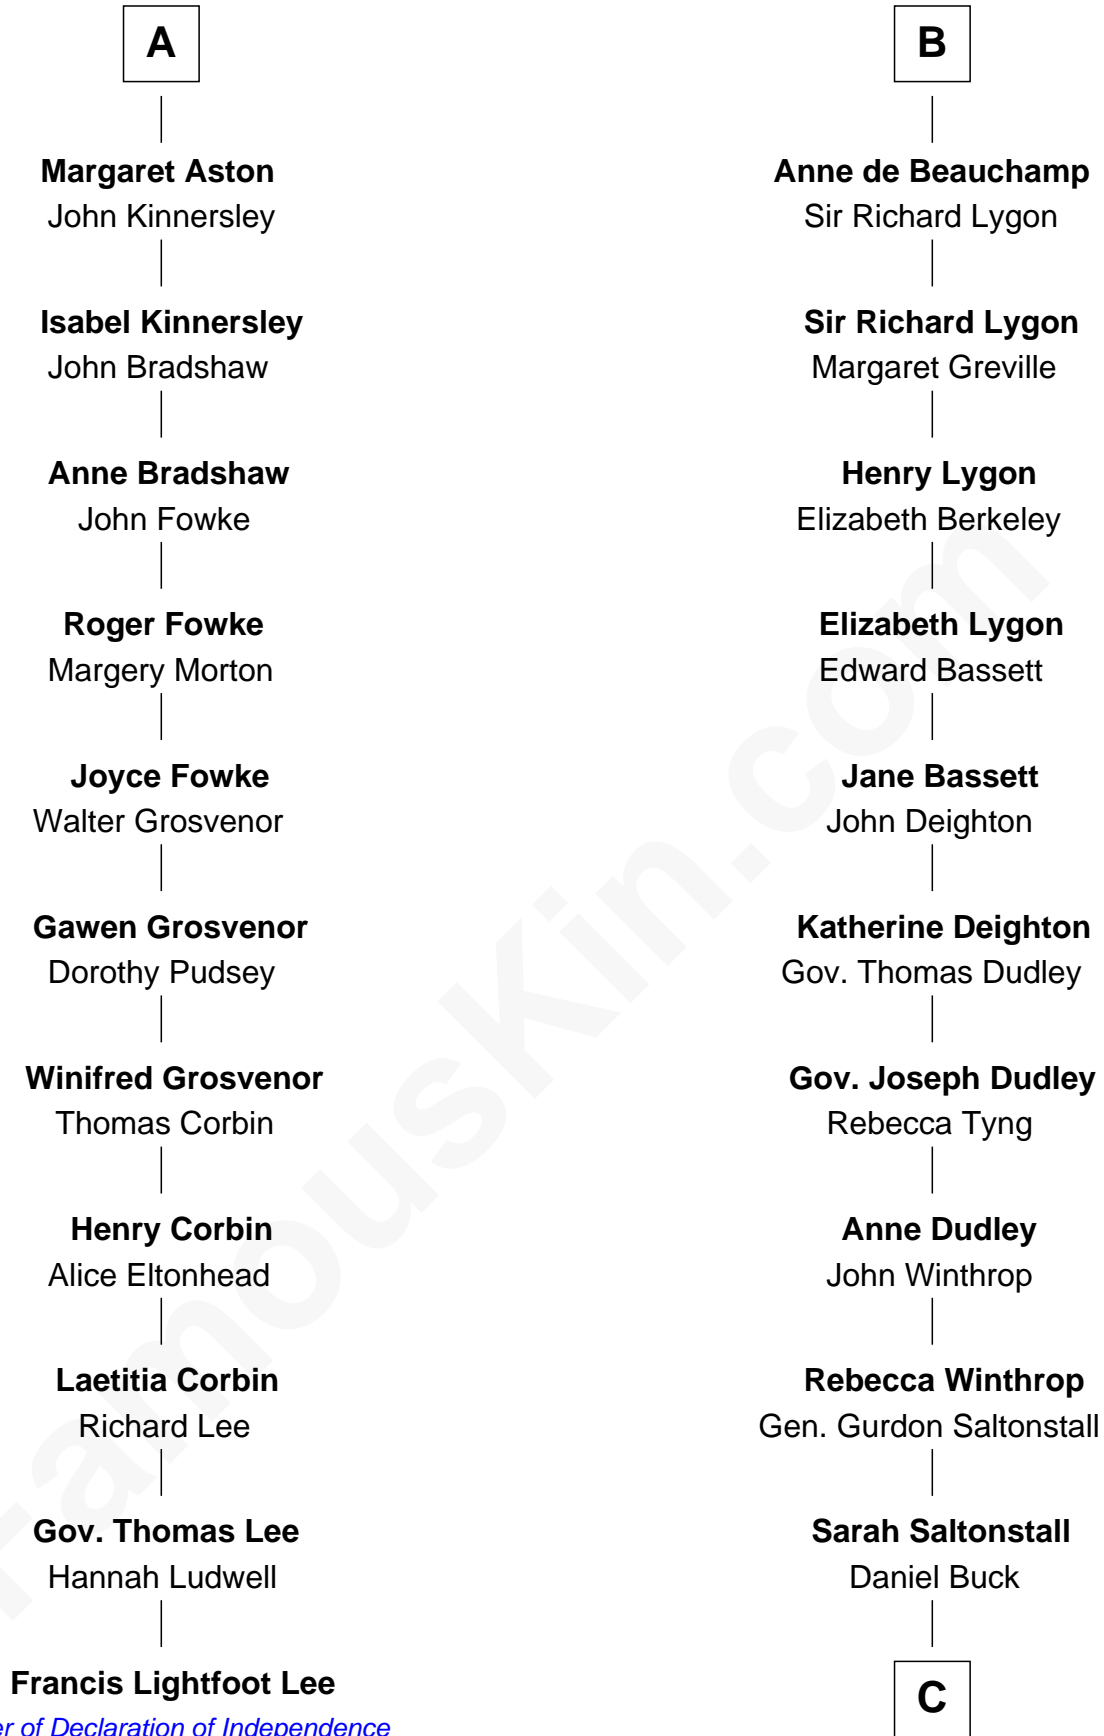 A
Margaret Aston
John Kinnersley
Isabel Kinnersley
John Bradshaw
Anne Bradshaw
John Fowke
Roger Fowke
Margery Morton
Joyce Fowke
Walter Grosvenor
Gawen Grosvenor
Dorothy Pudsey
Winifred Grosvenor
Thomas Corbin
Henry Corbin
Alice Eltonhead
Laetitia Corbin
Richard Lee
Gov. Thomas Lee
Hannah Ludwell
Francis Lightfoot Lee
of Declaration of Independence
B
Anne de Beauchamp
Sir Richard Lygon
Sir Richard Lygon
Margaret Greville
Henry Lygon
Elizabeth Berkeley
Elizabeth Lygon
Edward Bassett
Jane Bassett
John Deighton
Katherine Deighton
Gov. Thomas Dudley
Gov. Joseph Dudley
Rebecca Tyng
Anne Dudley
John Winthrop
Rebecca Winthrop
Gen. Gurdon Saltonstall
Sarah Saltonstall
Daniel Buck
C
FamousKin.com